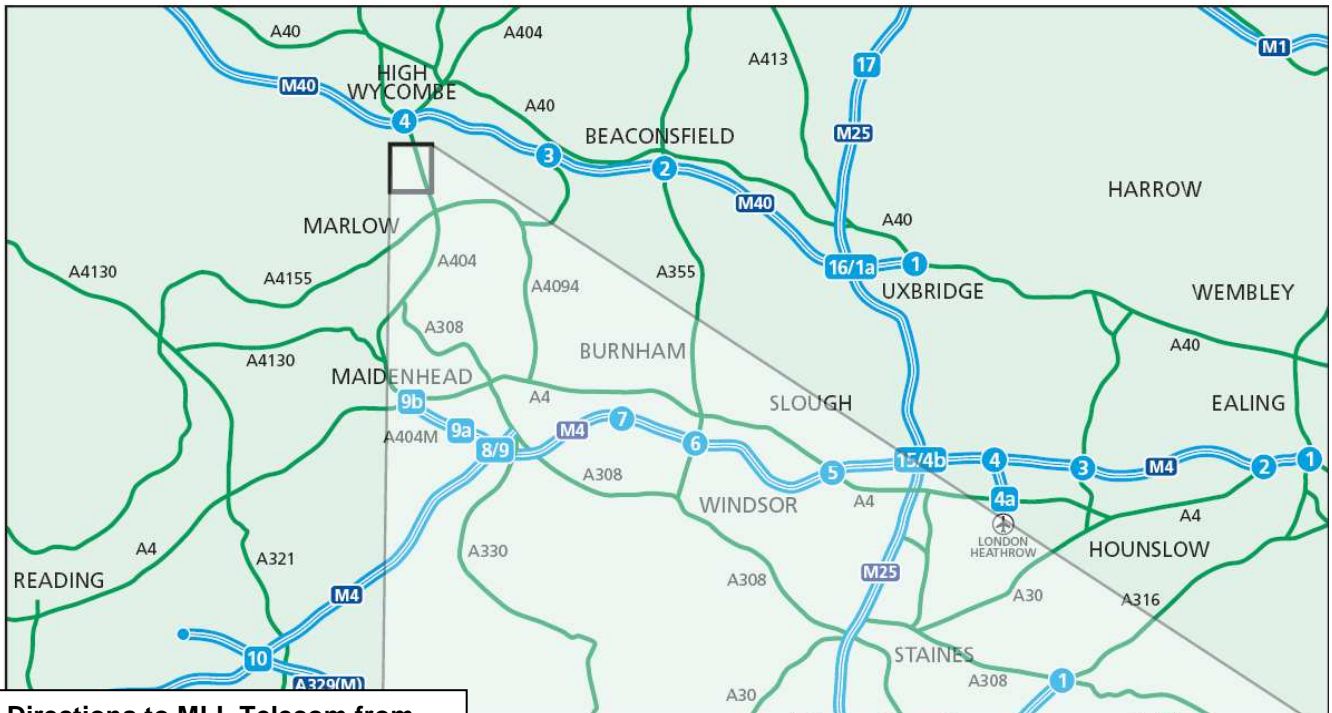 A40
A404
A413
17
M1
HIGH
WYCOMBE
M40
4
A40
BEACONSFIELD
M25
3
2
HARROW
M40
MARLOW
A40
A4130
A4155
A404
A4094
A355
16/1a
1
UXBRIDGE
WEMBLEY
A308
BURNHAM
A40
A4130
MAIDENHEAD
9b
A4
SLOUGH
EALING
A404M
9a
8/9
M4
7
6
5
15/4b
4
3
M4
2
1
A308
WINDSOR
A4
4a
A4
LONDON
HEATHROW
HOUNSLOW
A4
A321
A330
READING
M4
A308
M25
A30
A316
10
STAINES
A308
1
A329(M)
A30
Directions to MLL Telecom from